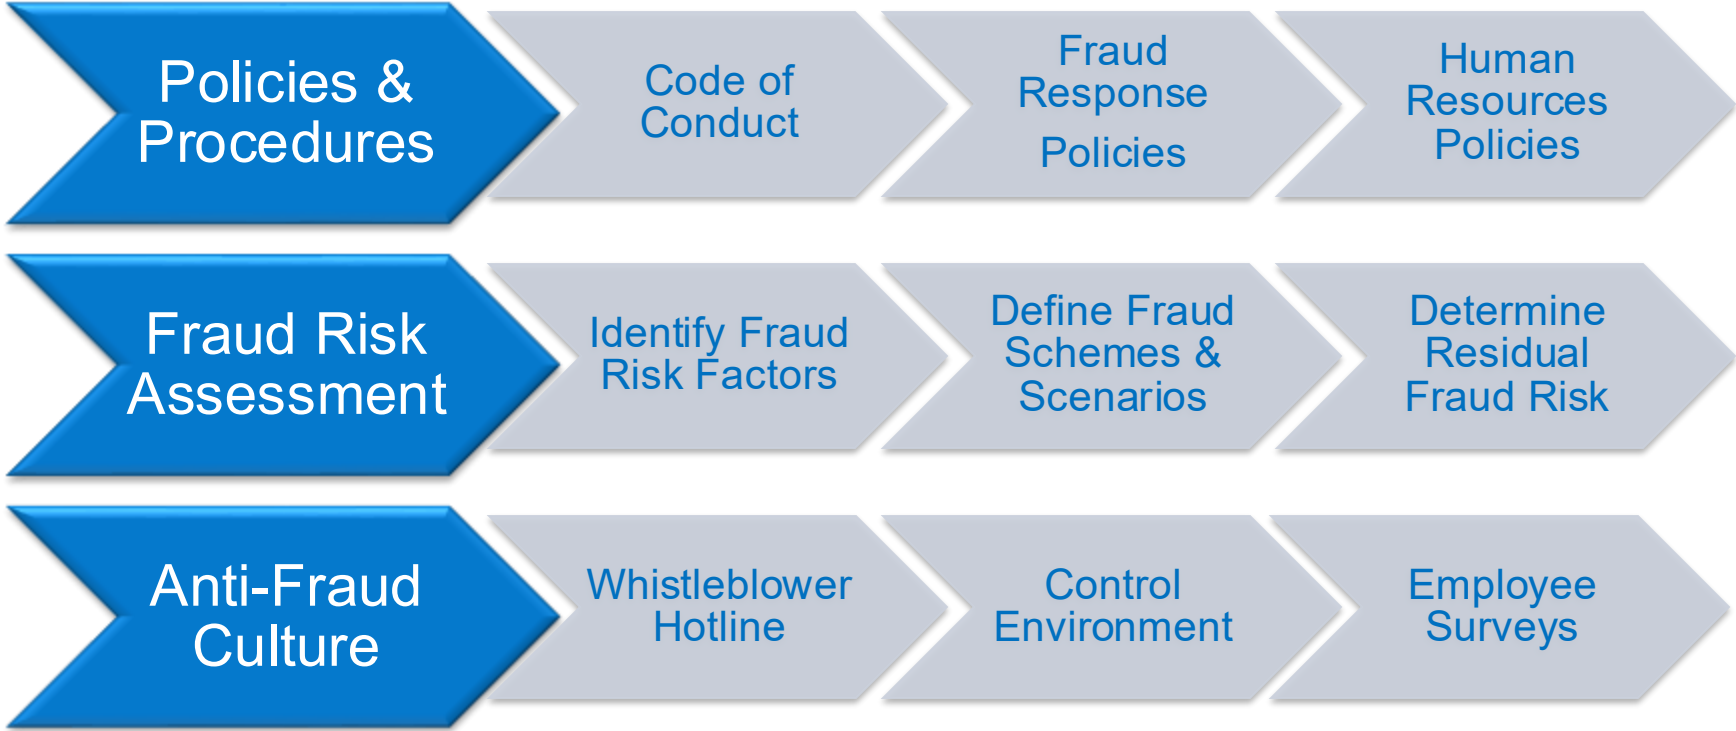 Policies &
Procedures
Code of
Conduct
Fraud
Response
Policies
Human
Resources
Policies
Fraud Risk
Assessment
Identify Fraud
Risk Factors
Define Fraud
Schemes &
Scenarios
Determine
Residual
Fraud Risk
Anti-Fraud
Culture
Whistleblower
Hotline
Control
Environment
Employee
Surveys